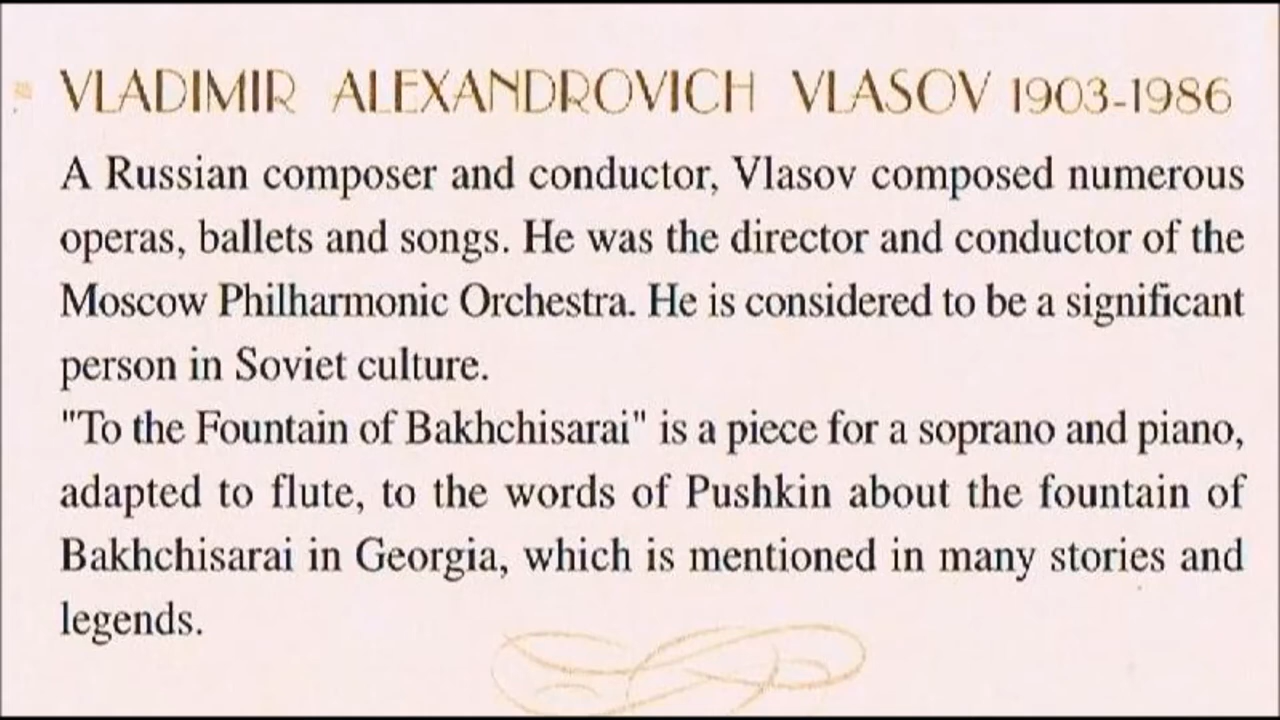 VLADIMIR ALEXANDROVICH VLASOV 1903-1986
A Russian composer and conductor, Vlasov composed numerous
operas, ballets and songs. He was the director and conductor of the
Moscow Philharmonic Orchestra. He is considered to be a significant
person in Soviet culture.
"To the Fountain of Bakhchisarai" is a piece for a soprano and piano,
adapted to flute, to the words of Pushkin about the fountain of
Bakhchisarai in Georgia, which is mentioned in many stories and
legends.